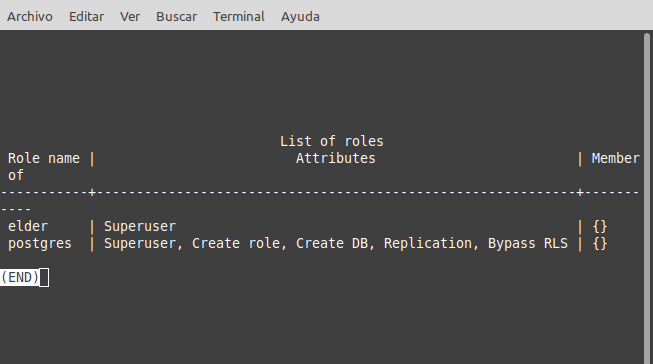 Archivo Editar Ver Buscar Terminal Ayuda
List of roles
Role name | Attributes | Member
of
-----------+------------------------------------------------------------+-------
----
elder | Superuser | {}
postgres | Superuser, Create role, Create DB, Replication, Bypass RLS | {}
(END)